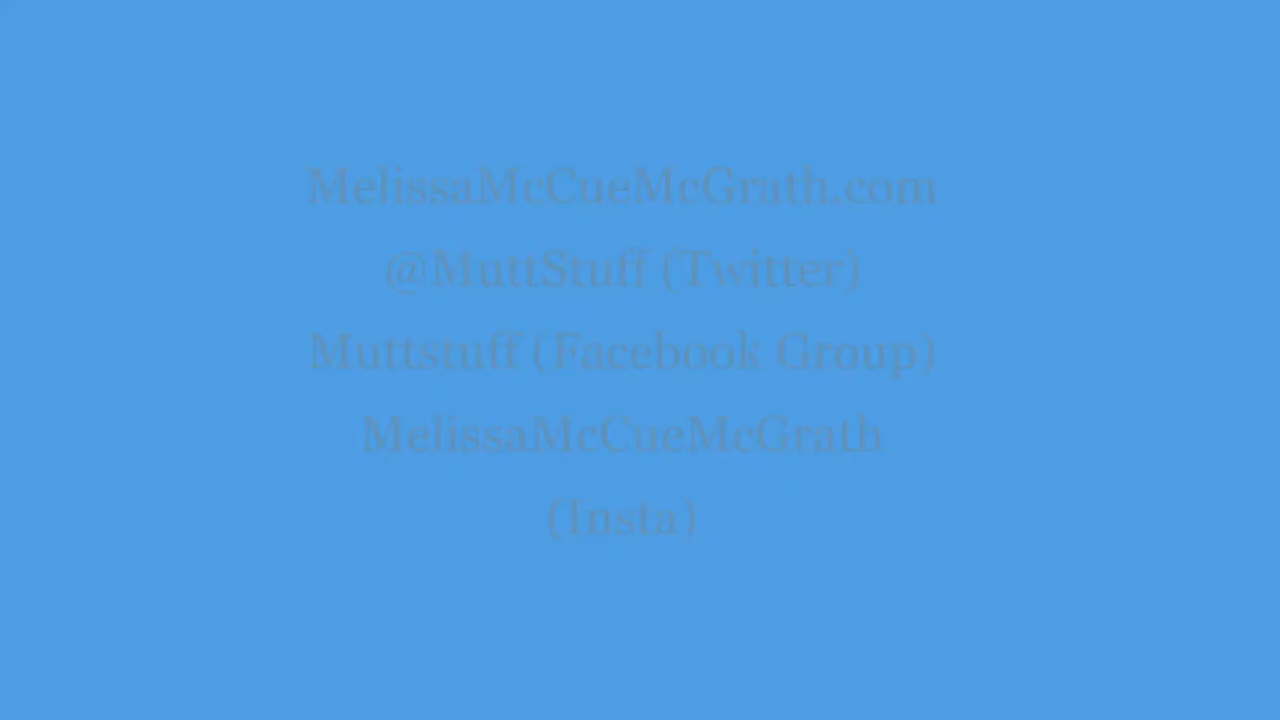 MelissaMcCueMcGrath.com
@MuttStuff (Twitter)
Muttstuff (Facebook Group)
MelissaMcCueMcGrath
(Insta)